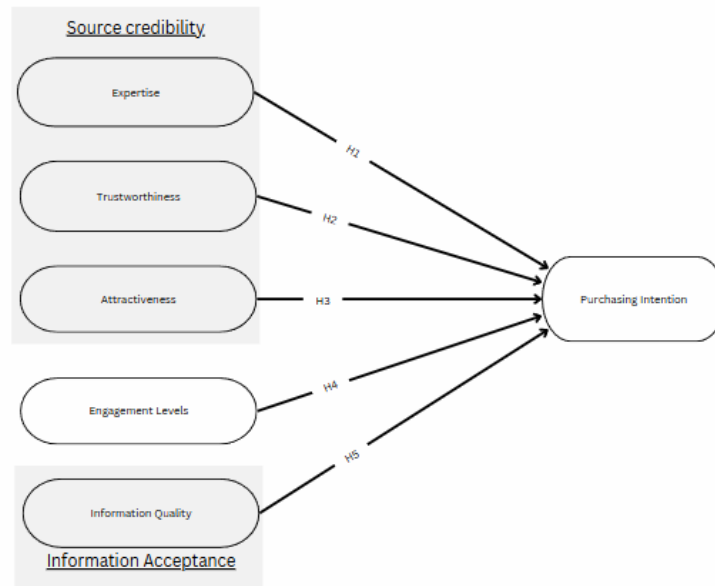 Source credibility
Expertise
H1
Trustworthiness
H2
Attractiveness
H3
Purchasing Intention
Engagement Levels
H4
H5
Information Quality
Information Acceptance